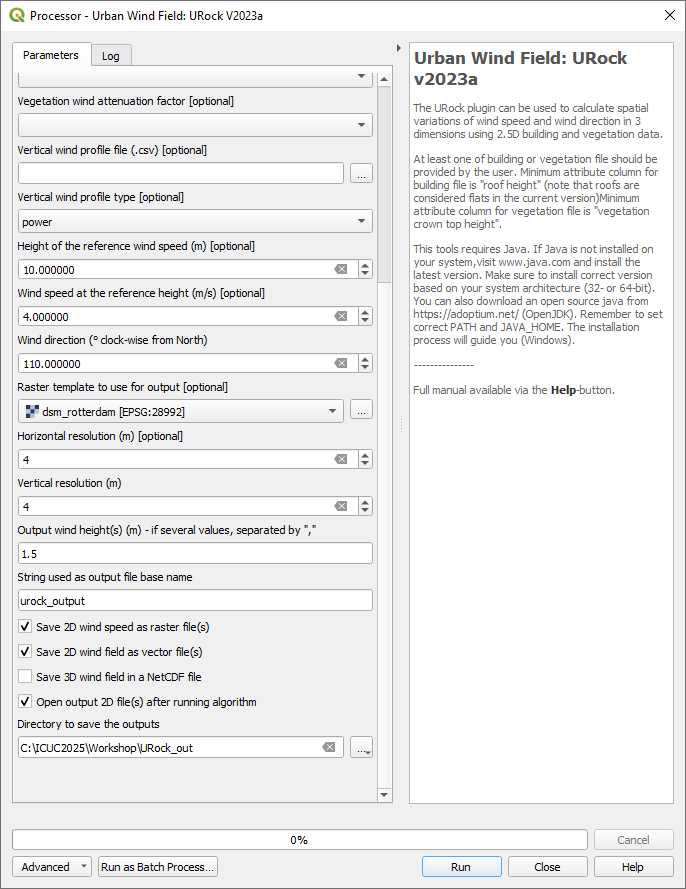 Processor - Urban Wind Field: URock V2023a
Parameters
Log
Vegetation wind attenuation factor [optional]
Vertical wind profile file (.csv) [optional]
...
Vertical wind profile type [optional]
power
Height of the reference wind speed (m) [optional]
10.000000
Wind speed at the reference height (m/s) [optional]
4.000000
Wind direction (° clock-wise from North)
110.000000
Raster template to use for output [optional]
dsm_rotterdam [EPSG:28992]
...
Horizontal resolution (m) [optional]
4
Vertical resolution (m)
4
Output wind height(s) (m) - if several values, separated by ","
1.5
String used as output file base name
urock_output
Save 2D wind speed as raster file(s)
Save 2D wind field as vector file(s)
Save 3D wind field in a NetCDF file
Open output 2D file(s) after running algorithm
Directory to save the outputs
C:\ICUC2025\Workshop\URock_out
...
Urban Wind Field: URock
v2023a
The URock plugin can be used to calculate spatial
variations of wind speed and wind direction in 3
dimensions using 2.5D building and vegetation data.
At least one of building or vegetation file should be
provided by the user. Minimum attribute column for
building file is "roof height" (note that roofs are
considered flats in the current version)Minimum
attribute column for vegetation file is "vegetation
crown top height".
This tools requires Java. If Java is not installed on
your system,visit www.java.com and install the
latest version. Make sure to install correct version
based on your system architecture (32- or 64-bit).
You can also download an open source java from
https://adoptium.net/ (OpenJDK). Remember to set
correct PATH and JAVA_HOME. The installation
process will guide you (Windows).
---------------
Full manual available via the Help-button.
0%
Cancel
Advanced
Run as Batch Process...
Run
Close
Help